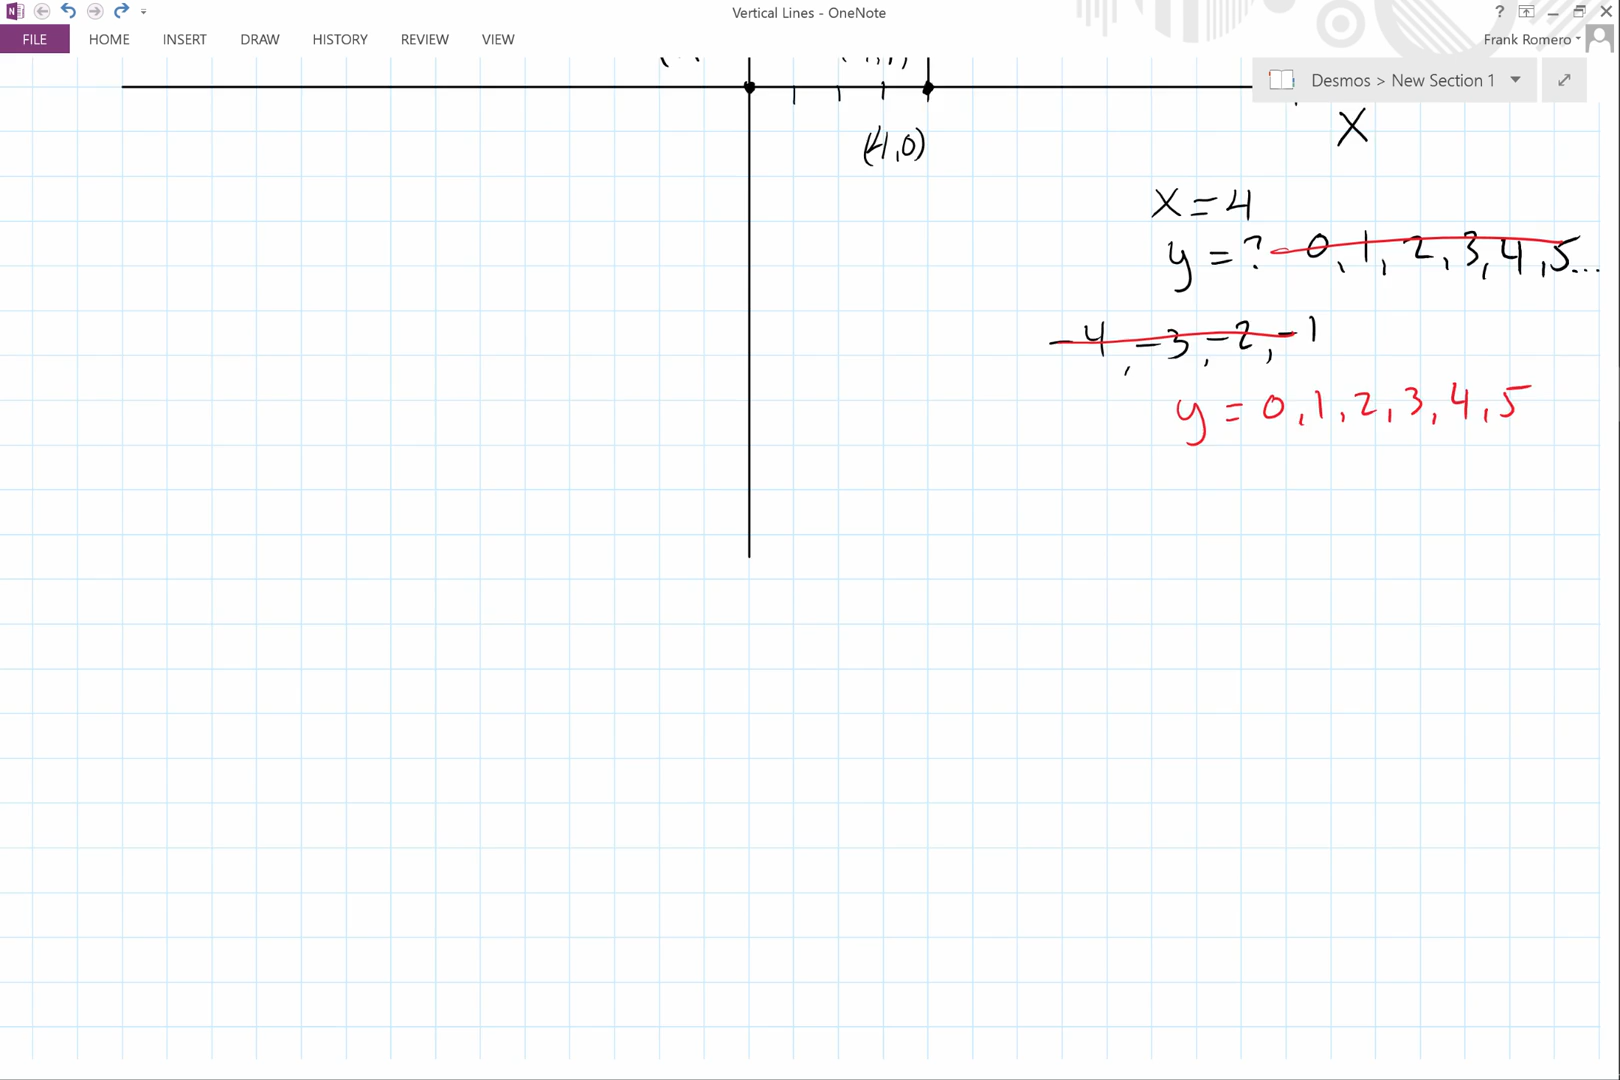 Vertical Lines - OneNote
?
FILE HOME INSERT DRAW HISTORY REVIEW VIEW
Frank Romero
Desmos > New Section 1
(4,0)
X
x = 4
y = ? 0, 1, 2, 3, 4, 5...
-4, -3, -2, -1
y = 0, 1, 2, 3, 4, 5